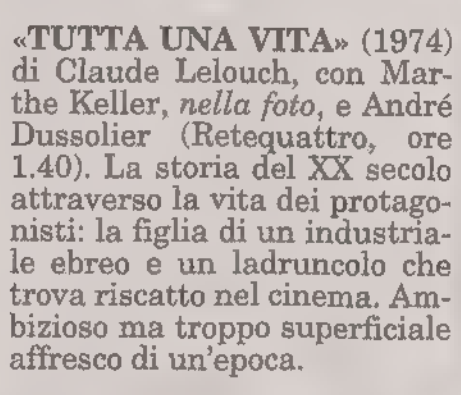 «TUTTA UNA VITA» (1974)
di Claude Lelouch, con Mar-
the Keller, nella foto, e André
Dussolier (Retequattro, ore
1.40). La storia del XX secolo
attraverso la vita dei protago-
nisti: la figlia di un industria-
le ebreo e un ladruncolo che
trova riscatto nel cinema. Am-
bizioso ma troppo superficiale
affresco di un'epoca.